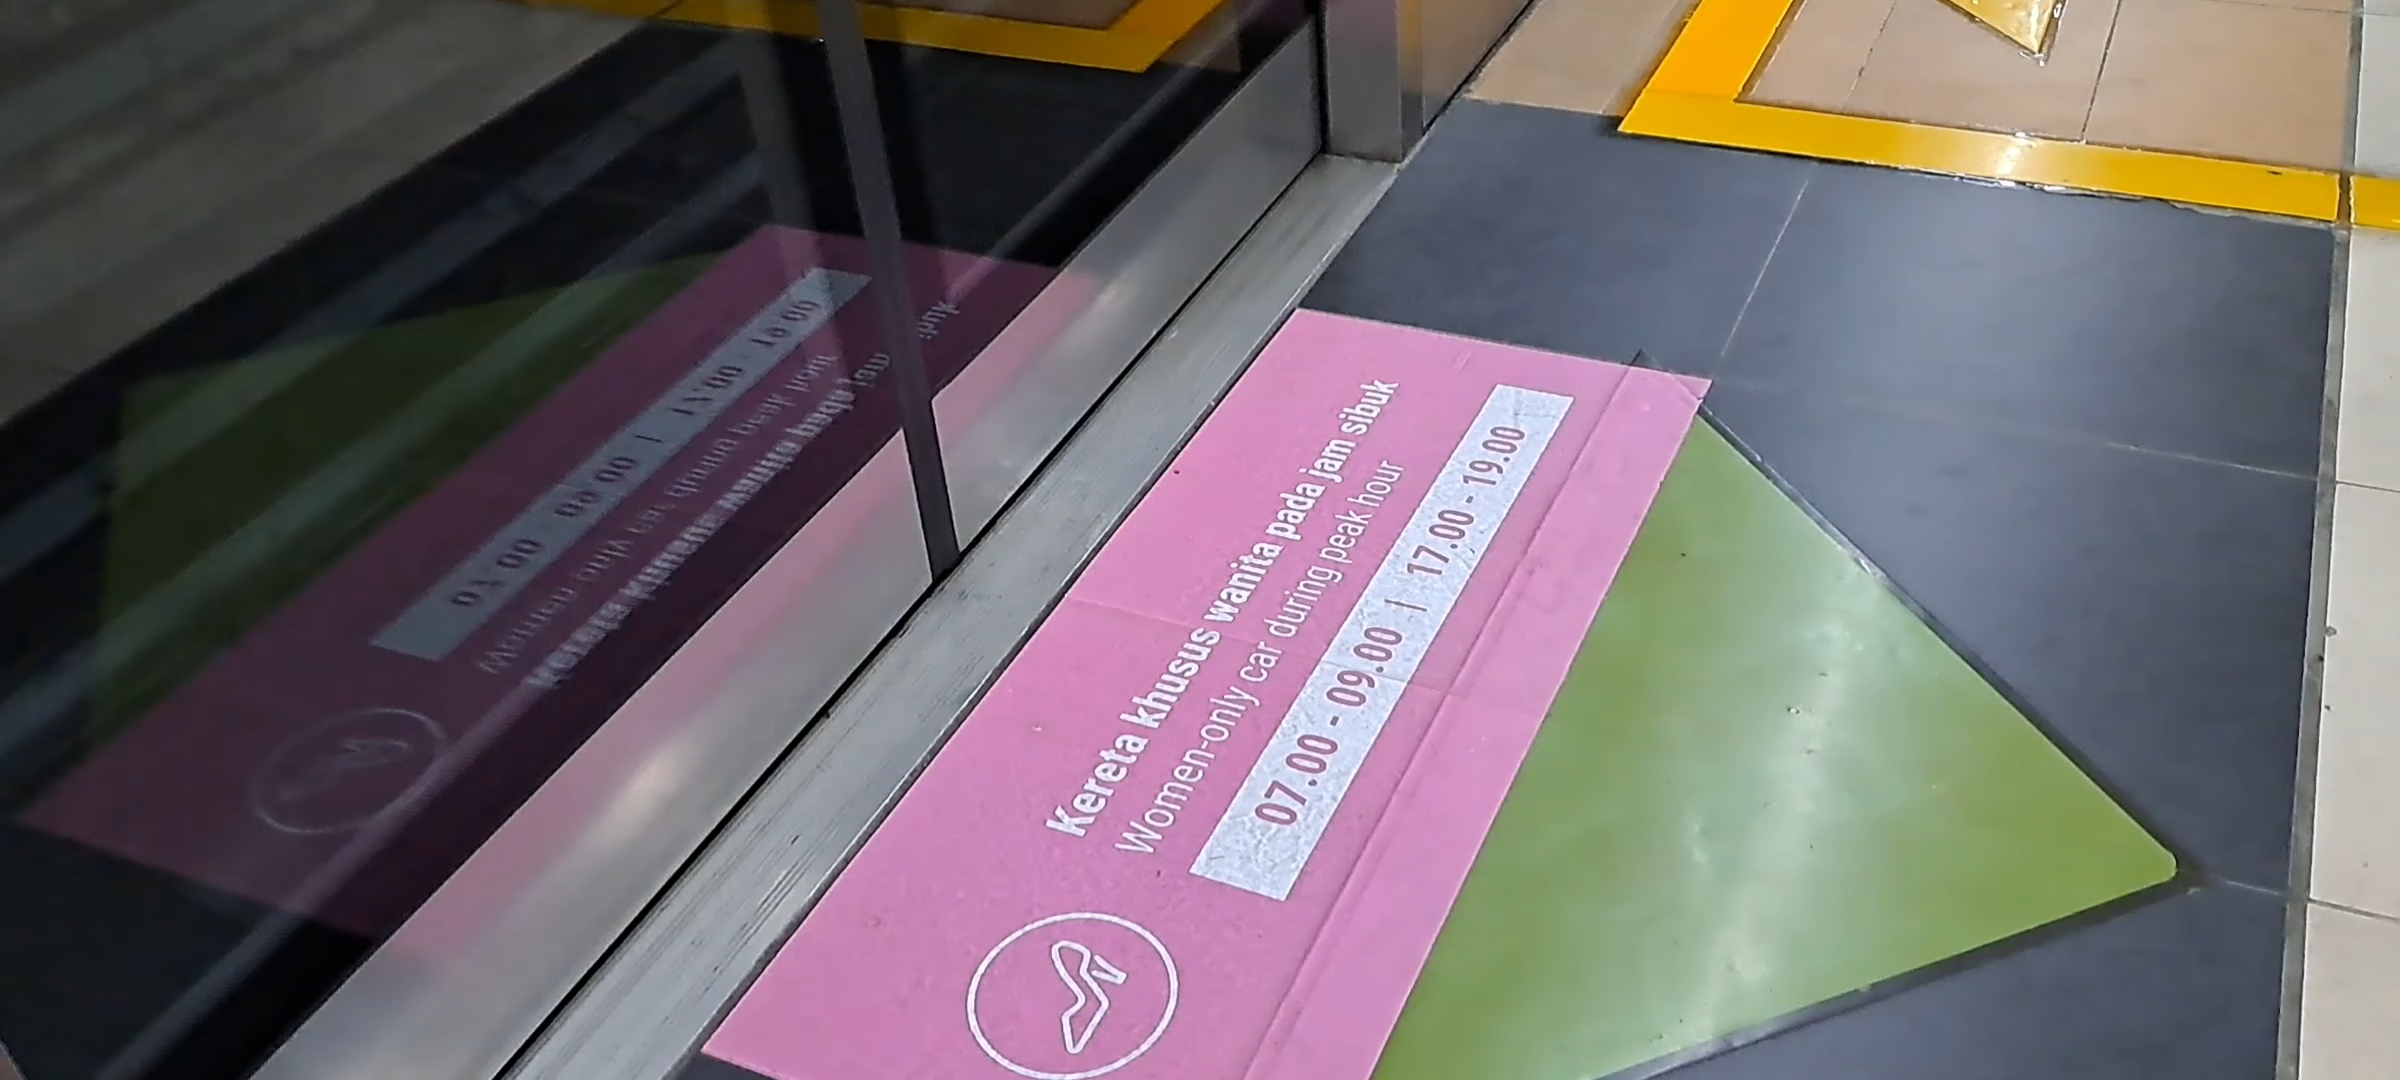 Kereta khusus wanita pada jam sibuk
Women-only car during peak hour
07.00 - 09.00 | 17.00 - 19.00